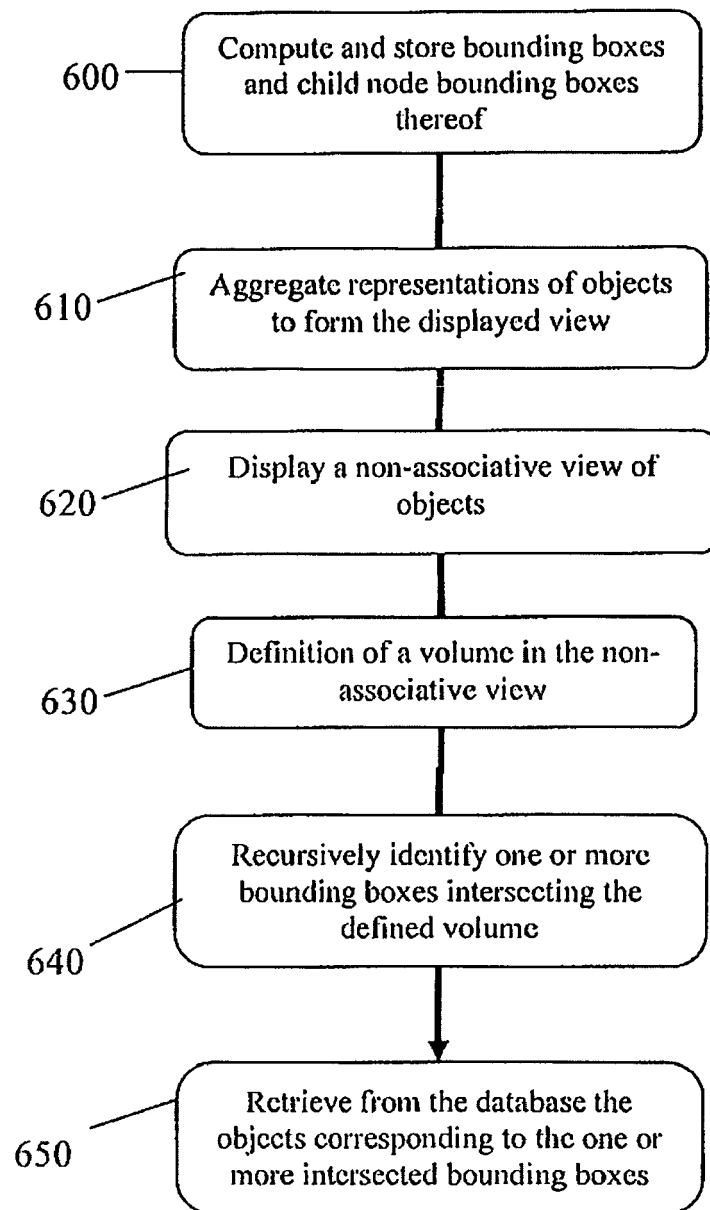 600
Compute and store bounding boxes
and child node bounding boxes
thereof
610
Aggregate representations of objects
to form the displayed view
620
Display a non-associative view of
objects
630
Definition of a volume in the non-
associative view
640
Recursively identify one or more
bounding boxes intersecting the
defined volume
650
Retrieve from the database the
objects corresponding to the one or
more intersected bounding boxes